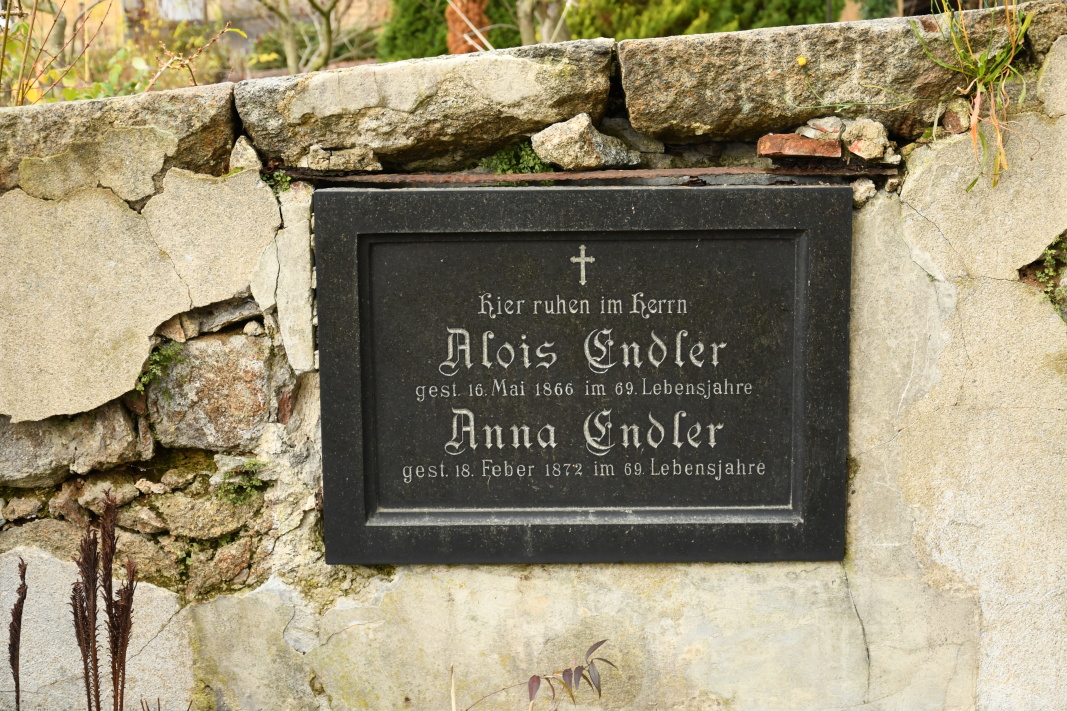 Hier ruhen im Herrn
Alois Endler
gest. 16. Mai 1866 im 69. Lebensjahre
Anna Endler
gest. 18. Feber 1872 im 69. Lebensjahre